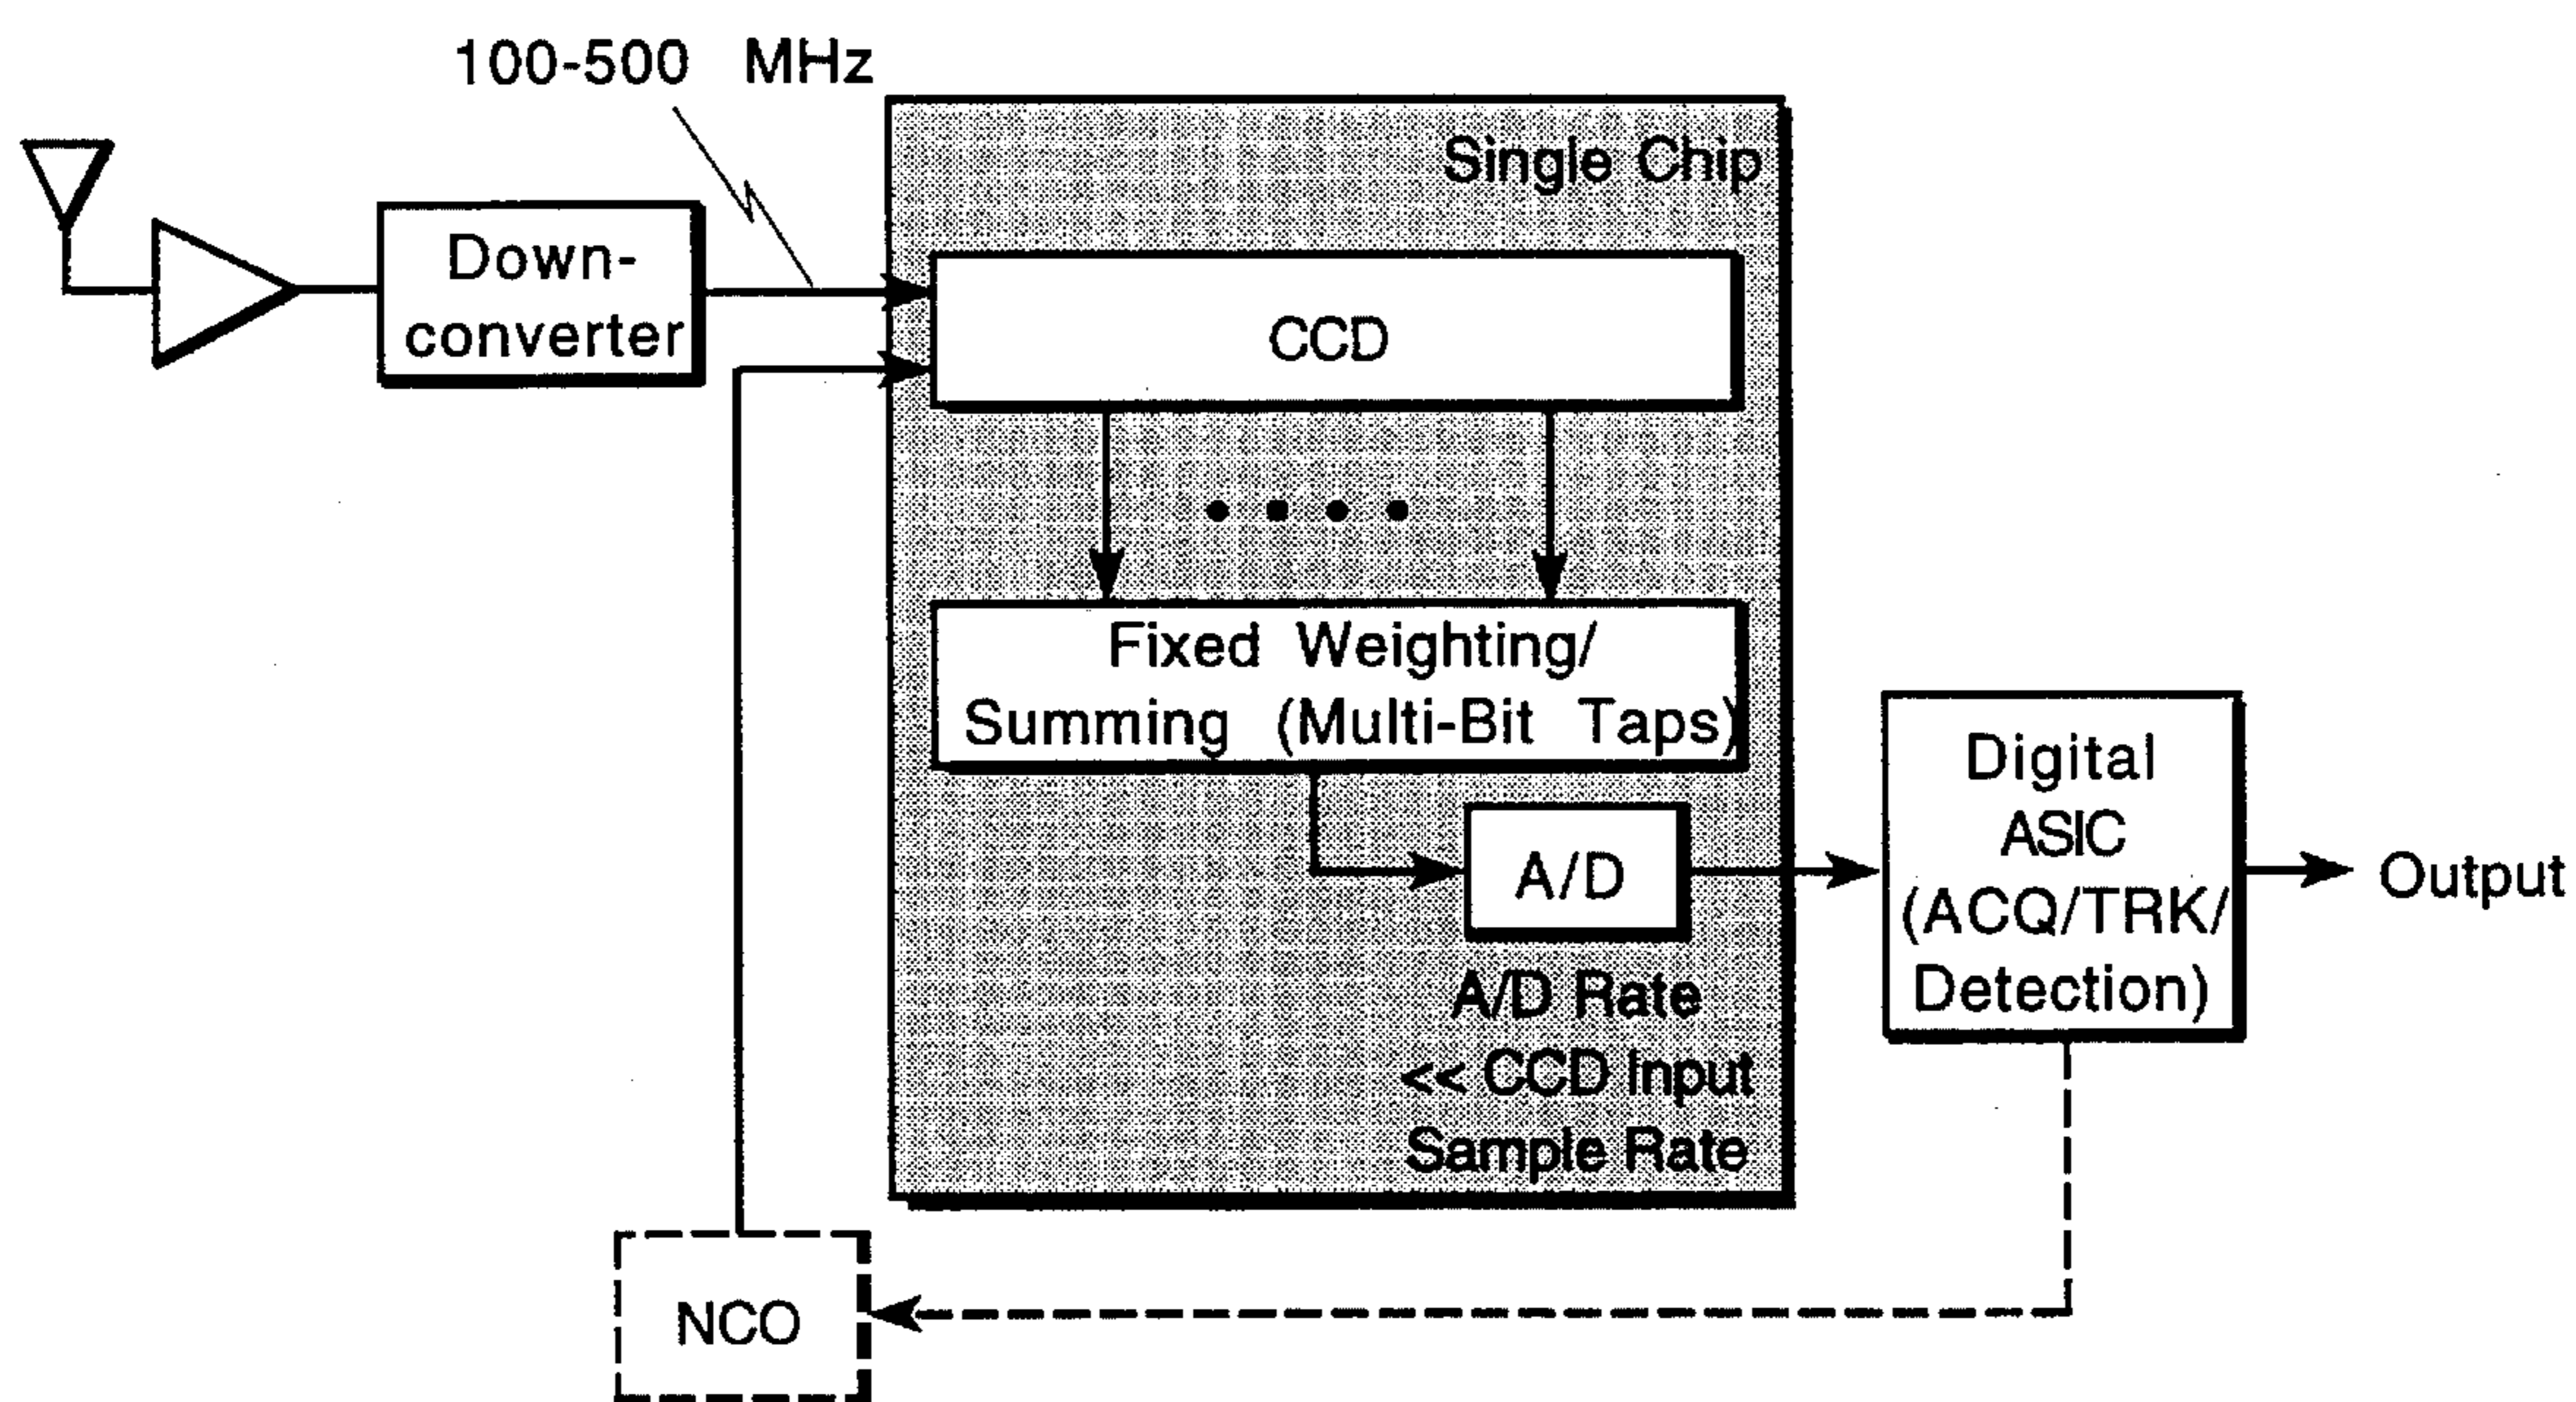 100-500 MHz
Single Chip
Down-
converter
CCD
Fixed Weighting/
Summing (Multi-Bit Taps)
A/D
A/D Rate
<< CCD Input
Sample Rate
Digital
ASIC
(ACQ/TRK/
Detection)
Output
NCO